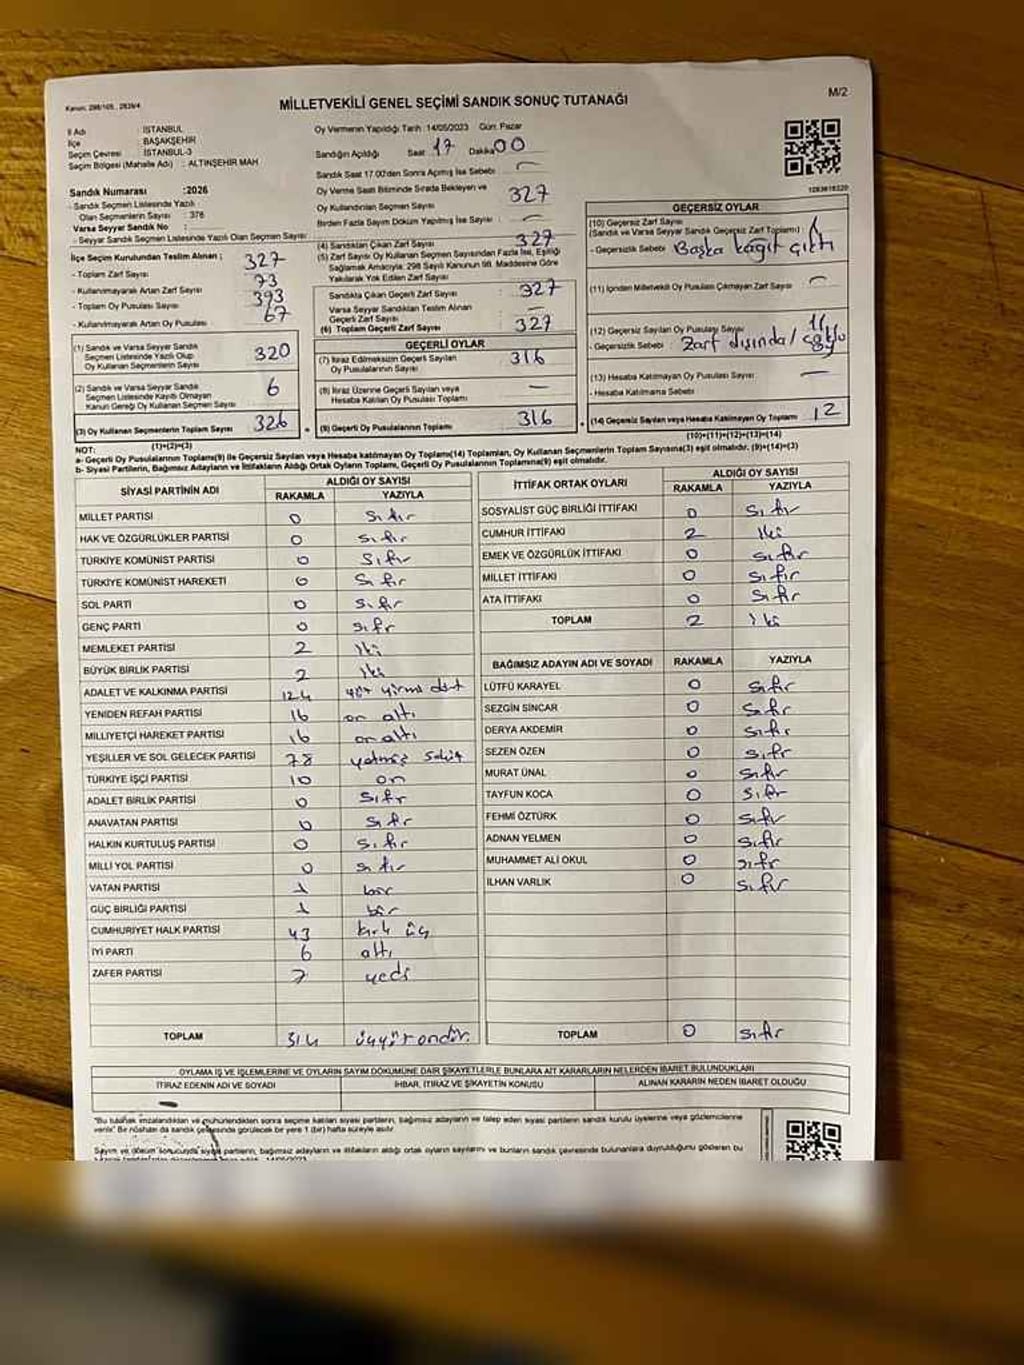 Kanun: 298/105, 2839/4
MİLLETVEKİLİ GENEL SEÇİMİ SANDIK SONUÇ TUTANAĞI
M/2
İl Adı : İSTANBUL
İlçe : BAŞAKŞEHİR
Seçim Çevresi : İSTANBUL-3
Seçim Bölgesi (Mahalle Adı) : ALTINŞEHİR MAH
Sandık Numarası :2026
- Sandık Seçmen Listesinde Yazılı
Olan Seçmenlerin Sayısı : 376
Varsa Seyyar Sandık No :
- Seyyar Sandık Seçmen Listesinde Yazılı Olan Seçmen Sayısı :
İlçe Seçim Kurulundan Teslim Alınan ; 327
- Toplam Zarf Sayısı :
- Kullanılmayarak Artan Zarf Sayısı : 73
- Toplam Oy Pusulası Sayısı : 393
- Kullanılmayarak Artan Oy Pusulası : 67
(1) Sandık ve Varsa Seyyar Sandık
Seçmen Listesinde Yazılı Olup
Oy Kullanan Seçmenlerin Sayısı 320
(2) Sandık ve Varsa Seyyar Sandık
Seçmen Listesinde Kayıtlı Olmayan
Kanun Gereği Oy Kullanan Seçmen Sayısı 6
(3) Oy Kullanan Seçmenlerin Toplam Sayısı 326
(1)+(2)=(3)
Oy Vermenin Yapıldığı Tarih :14/05/2023 Gün: Pazar
Sandığın Açıldığı Saat 17 Dakika 00
Sandık Saat 17.00'den Sonra Açılmış İse Sebebi : —
Oy Verme Saati Bitiminde Sırada Bekleyen ve
Oy Kullandırılan Seçmen Sayısı 327
Birden Fazla Sayım Döküm Yapılmış İse Sayısı : —
(4) Sandıktan Çıkan Zarf Sayısı 327
(5) Zarf Sayısı Oy Kullanan Seçmen Sayısından Fazla İse, Eşitliği
Sağlamak Amacıyla, 298 Sayılı Kanunun 98. Maddesine Göre
Yakılarak Yok Edilen Zarf Sayısı —
Sandıkta Çıkan Geçerli Zarf Sayısı 327
Varsa Seyyar Sandıktan Teslim Alınan
Geçerli Zarf Sayısı —
(6) Toplam Geçerli Zarf Sayısı 327
GEÇERLİ OYLAR
(7) İtiraz Edilmeksizin Geçerli Sayılan
Oy Pusulalarının Sayısı 316
(8) İtiraz Üzerine Geçerli Sayılan veya
Hesaba Katılan Oy Pusulası Toplamı —
(9) Geçerli Oy Pusulalarının Toplamı 316
1083618220
GEÇERSİZ OYLAR
(10) Geçersiz Zarf Sayısı
(Sandık ve Varsa Seyyar Sandık Geçersiz Zarf Toplamı) 1
- Geçersizlik Sebebi Başka kağıt çıktı
(11) İçinden Milletvekili Oy Pusulası Çıkmayan Zarf Sayısı : —
(12) Geçersiz Sayılan Oy Pusulası Sayısı 11
- Geçersizlik Sebebi : Zarf dışında /
(13) Hesaba Katılmayan Oy Pusulası Sayısı : —
- Hesaba Katılmama Sebebi
(14) Geçersiz Sayılan veya Hesaba Katılmayan Oy Toplamı 12
(10)+(11)+(12)+(13)=(14)
NOT:
a- Geçerli Oy Pusulalarının Toplamı(9) ile Geçersiz Sayılan veya Hesaba katılmayan Oy Toplamı(14) Toplamları, Oy Kullanan Seçmenlerin Toplam Sayısına(3) eşit olmalıdır. (9)+(14)=(3)
b- Siyasi Partilerin, Bağımsız Adayların ve İttifakların Aldığı Ortak Oyların Toplamı, Geçerli Oy Pusulalarının Toplamına(9) eşit olmalıdır.
SİYASİ PARTİNİN ADI ALDIĞI OY SAYISI
RAKAMLA YAZIYLA
MİLLET PARTİSİ 0 Sıfır
HAK VE ÖZGÜRLÜKLER PARTİSİ 0 sıfır
TÜRKİYE KOMÜNİST PARTİSİ 0 Sıfır
TÜRKİYE KOMÜNİST HAREKETİ 0 Sıfır
SOL PARTİ 0 Sıfır
GENÇ PARTİ 0 sıfır
MEMLEKET PARTİSİ 2 iki
BÜYÜK BİRLİK PARTİSİ 2 iki
ADALET VE KALKINMA PARTİSİ 124 yüz yirmi dört
YENİDEN REFAH PARTİSİ 16 on altı
MİLLİYETÇİ HAREKET PARTİSİ 16 on altı
YEŞİLLER VE SOL GELECEK PARTİSİ 78 yetmiş sekiz
TÜRKİYE İŞÇİ PARTİSİ 10 on
ADALET BİRLİK PARTİSİ 0 Sıfır
ANAVATAN PARTİSİ 0 Sıfır
HALKIN KURTULUŞ PARTİSİ 0 Sıfır
MİLLİ YOL PARTİSİ 0 sıfır
VATAN PARTİSİ 1 bir
GÜÇ BİRLİĞİ PARTİSİ 1 bir
CUMHURİYET HALK PARTİSİ 43 kırk üç
İYİ PARTİ 6 altı
ZAFER PARTİSİ 7 yedi
TOPLAM 314 üçyüz ondör.
İTTİFAK ORTAK OYLARI ALDIĞI OY SAYISI
RAKAMLA YAZIYLA
SOSYALİST GÜÇ BİRLİĞİ İTTİFAKI 0 Sıfır
CUMHUR İTTİFAKI 2 iki
EMEK VE ÖZGÜRLÜK İTTİFAKI 0 sıfır
MİLLET İTTİFAKI 0 sıfır
ATA İTTİFAKI 0 Sıfır
TOPLAM 2 iki
BAĞIMSIZ ADAYIN ADI VE SOYADI RAKAMLA YAZIYLA
LÜTFÜ KARAYEL 0 sıfır
SEZGİN SİNCAR 0 sıfır
DERYA AKDEMİR 0 sıfır
SEZEN ÖZEN 0 sıfır
MURAT ÜNAL 0 sıfır
TAYFUN KOCA 0 sıfır
FEHMİ ÖZTÜRK 0 sıfır
ADNAN YELMEN 0 sıfır
MUHAMMET ALİ OKUL 0 sıfır
İLHAN VARLIK 0 sıfır
TOPLAM 0 sıfır
OYLAMA İŞ VE İŞLEMLERİNE VE OYLARIN SAYIM DÖKÜMÜNE DAİR ŞİKAYETLERLE BUNLARA AİT KARARLARIN NELERDEN İBARET BULUNDUKLARI
İTİRAZ EDENİN ADI VE SOYADI İHBAR, İTİRAZ VE ŞİKAYETİN KONUSU ALINAN KARARIN NEDEN İBARET OLDUĞU
—
"Bu tutanak imzalandıktan ve mühürlendikten sonra seçime katılan siyasi partilerin, bağımsız adayların ve talep eden siyasi partilerin sandık kurulu üyelerine veya gözlemcilerine
verilir." Bir nüshası da sandık çevresinde görülecek bir yere 1 (bir) hafta süreyle asılır.
Sayım ve döküm sonucunda siyasi partilerin, bağımsız adayların ve ittifakların aldığı ortak oyların sayılarını ve bunların sandık çevresinde bulunanlara duyrulduğunu gösteren bu